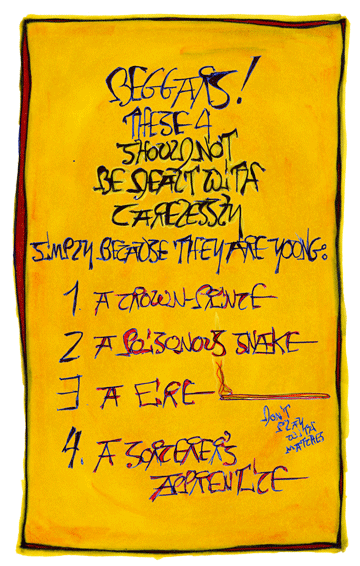 BEGGARS!
THESE 4
SHOULD NOT
BE DEALT WITH
CARELESSLY
SIMPLY BECAUSE THEY ARE YOUNG:
1 A CROWN-PRINCE
2 A POISONOUS SNAKE
3 A FIRE
DON'T
PLAY
WITH
MATCHES
4. A SORCERER'S
APPRENTICE